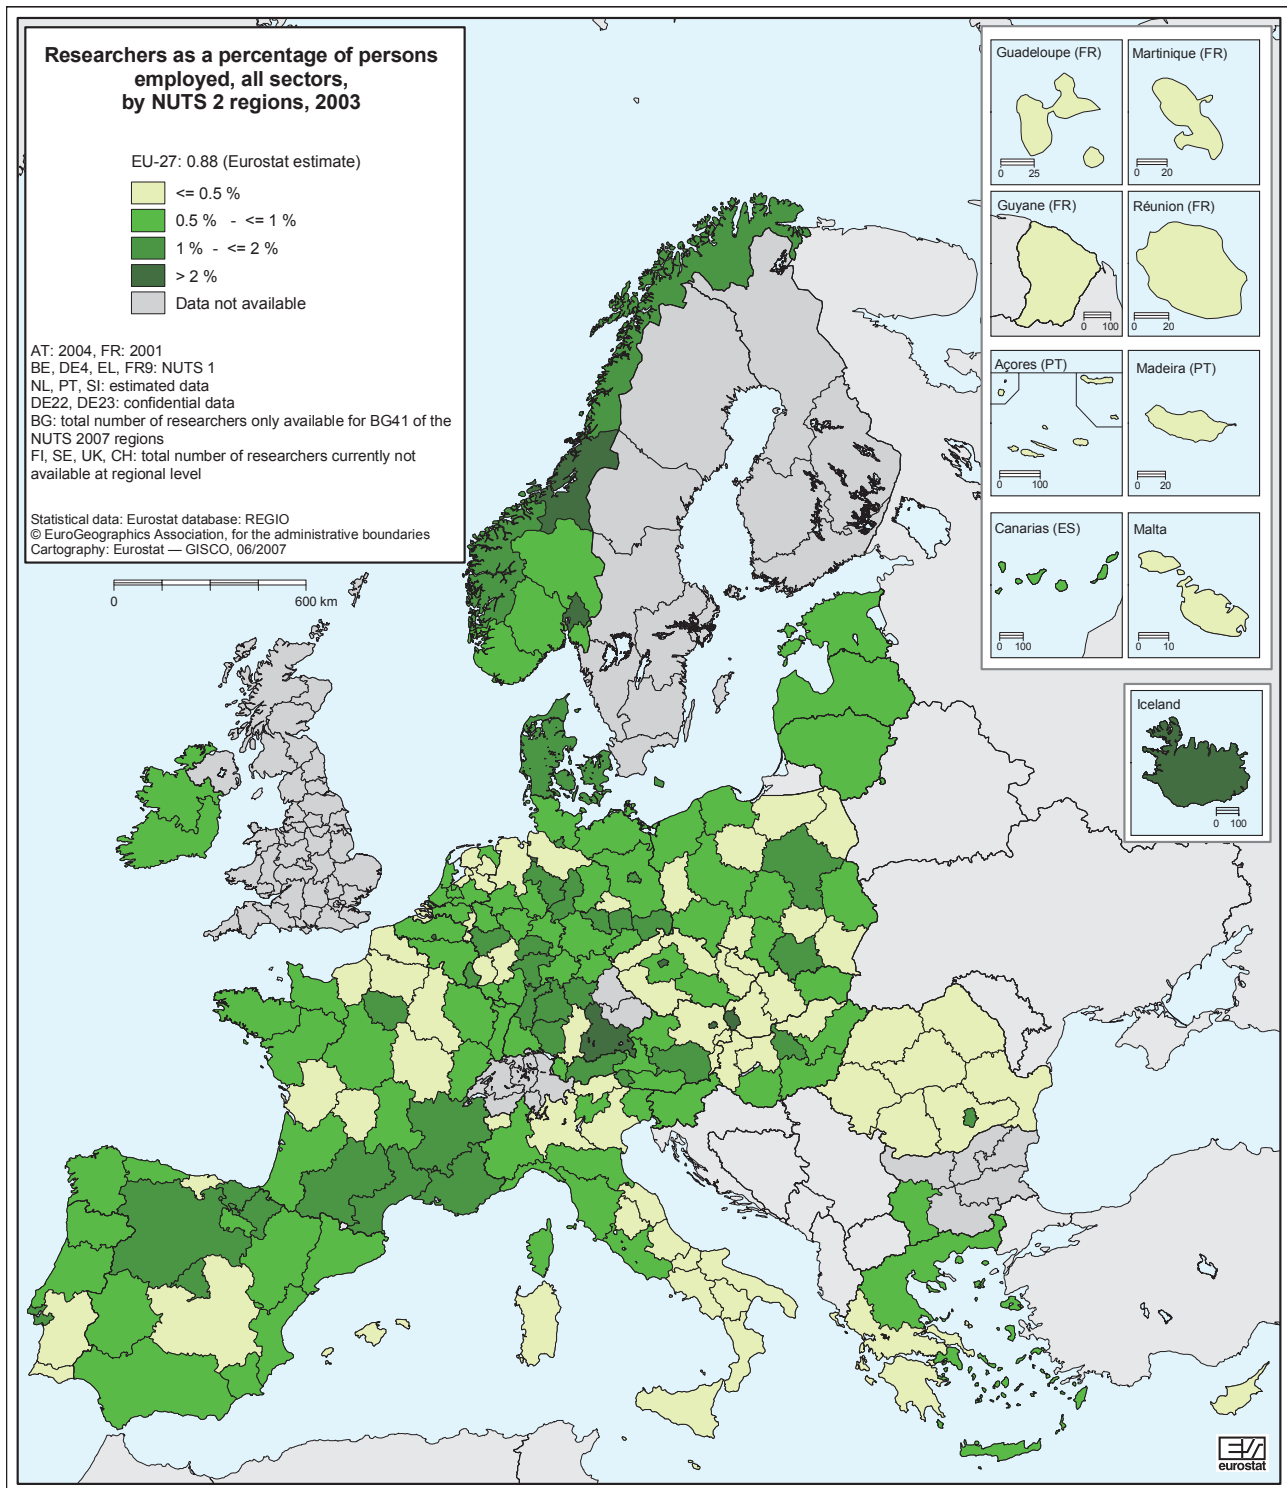 Researchers as a percentage of persons
employed, all sectors,
by NUTS 2 regions, 2003
EU-27: 0.88 (Eurostat estimate)
<= 0.5 %
0.5 % - <= 1 %
1 % - <= 2 %
> 2 %
Data not available
AT: 2004, FR: 2001
BE, DE4, EL, FR9: NUTS 1
NL, PT, SI: estimated data
DE22, DE23: confidential data
BG: total number of researchers only available for BG41 of the
NUTS 2007 regions
FI, SE, UK, CH: total number of researchers currently not
available at regional level
Statistical data: Eurostat database: REGIO
© EuroGeographics Association, for the administrative boundaries
Cartography: Eurostat — GISCO, 06/2007
0 600 km
Guadeloupe (FR)
0 25
Martinique (FR)
0 20
Guyane (FR)
0 100
Réunion (FR)
0 20
Açores (PT)
0 100
Madeira (PT)
0 20
Canarias (ES)
0 100
Malta
0 10
Iceland
0 100
eurostat